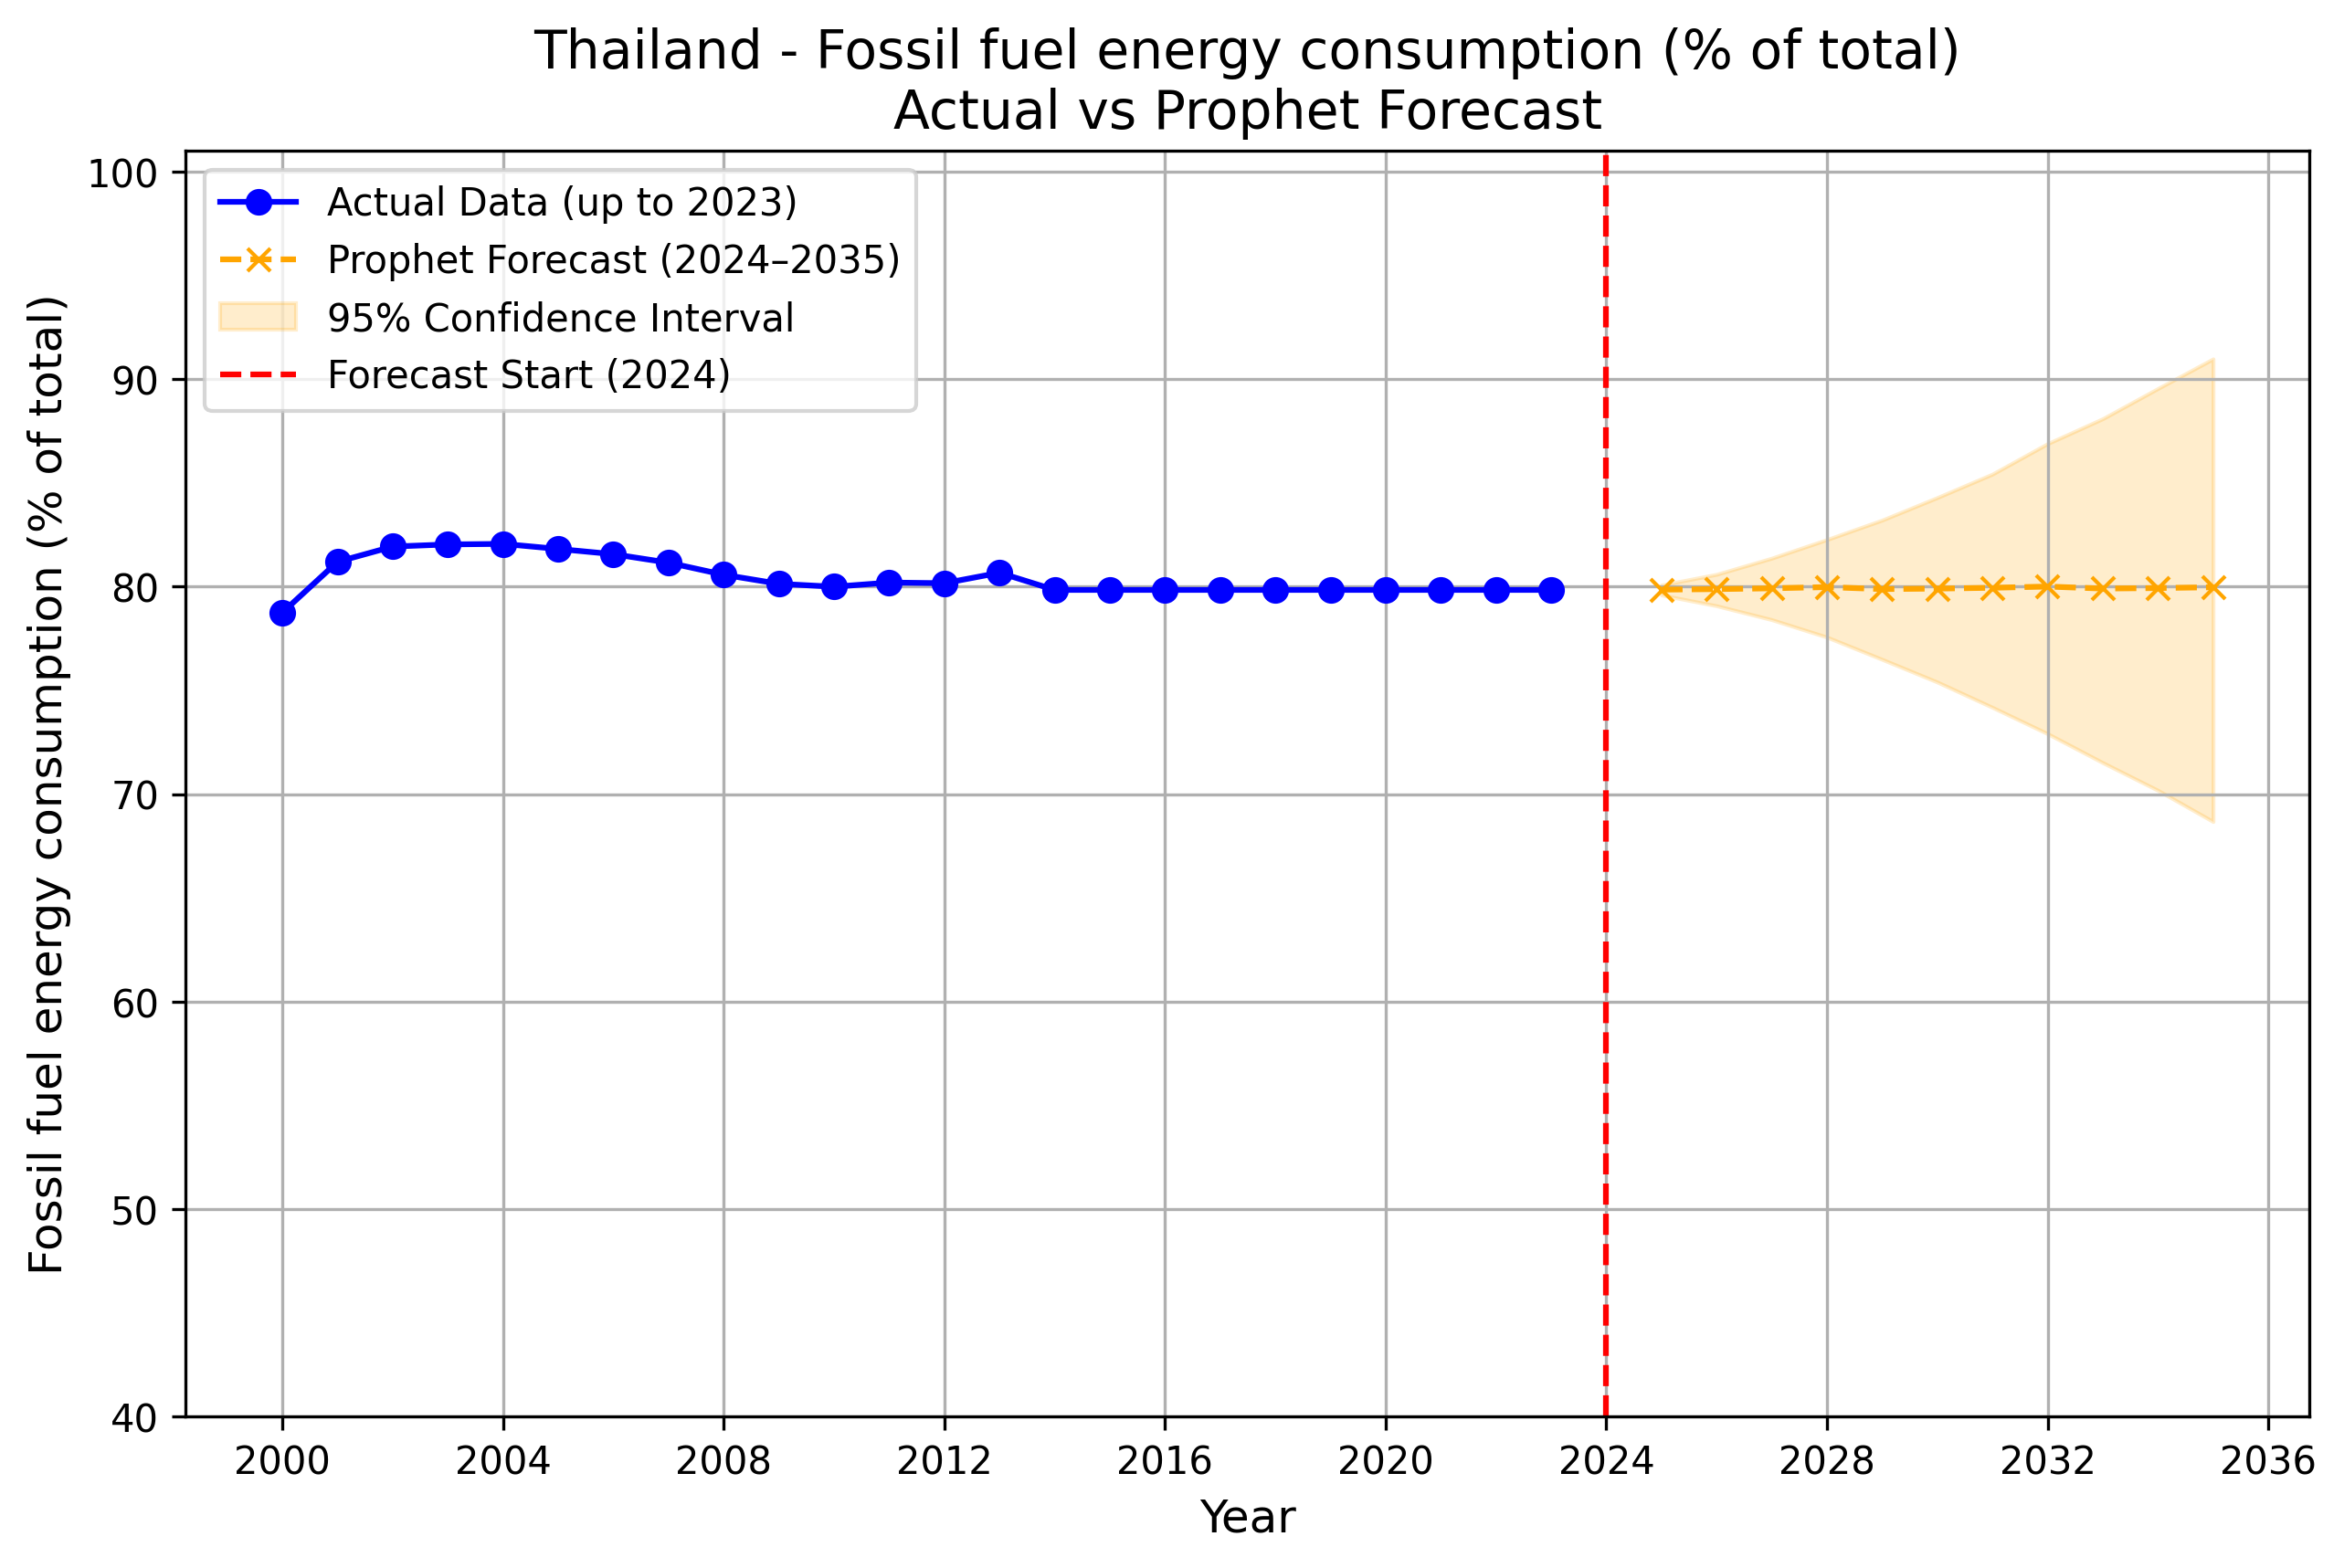 Thailand - Fossil fuel energy consumption (% of total)
Actual vs Prophet Forecast
Actual Data (up to 2023)
Prophet Forecast (2024–2035)
95% Confidence Interval
Forecast Start (2024)
Fossil fuel energy consumption (% of total)
100
90
80
70
60
50
40
2000 2004 2008 2012 2016 2020 2024 2028 2032 2036
Year